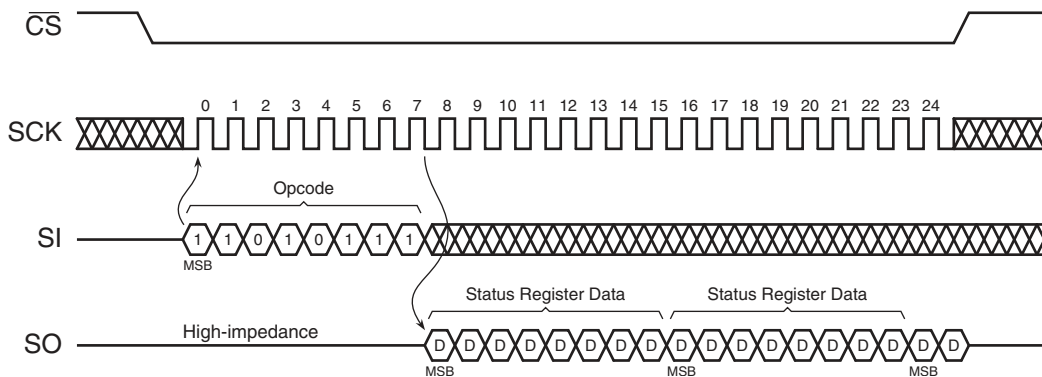 CS
SCK
0 1 2 3 4 5 6 7 8 9 10 11 12 13 14 15 16 17 18 19 20 21 22 23 24
Opcode
SI
1 1 0 1 0 1 1 1
MSB
Status Register Data Status Register Data
High-impedance
SO
D D D D D D D D D D D D D D D D D D
MSB MSB MSB